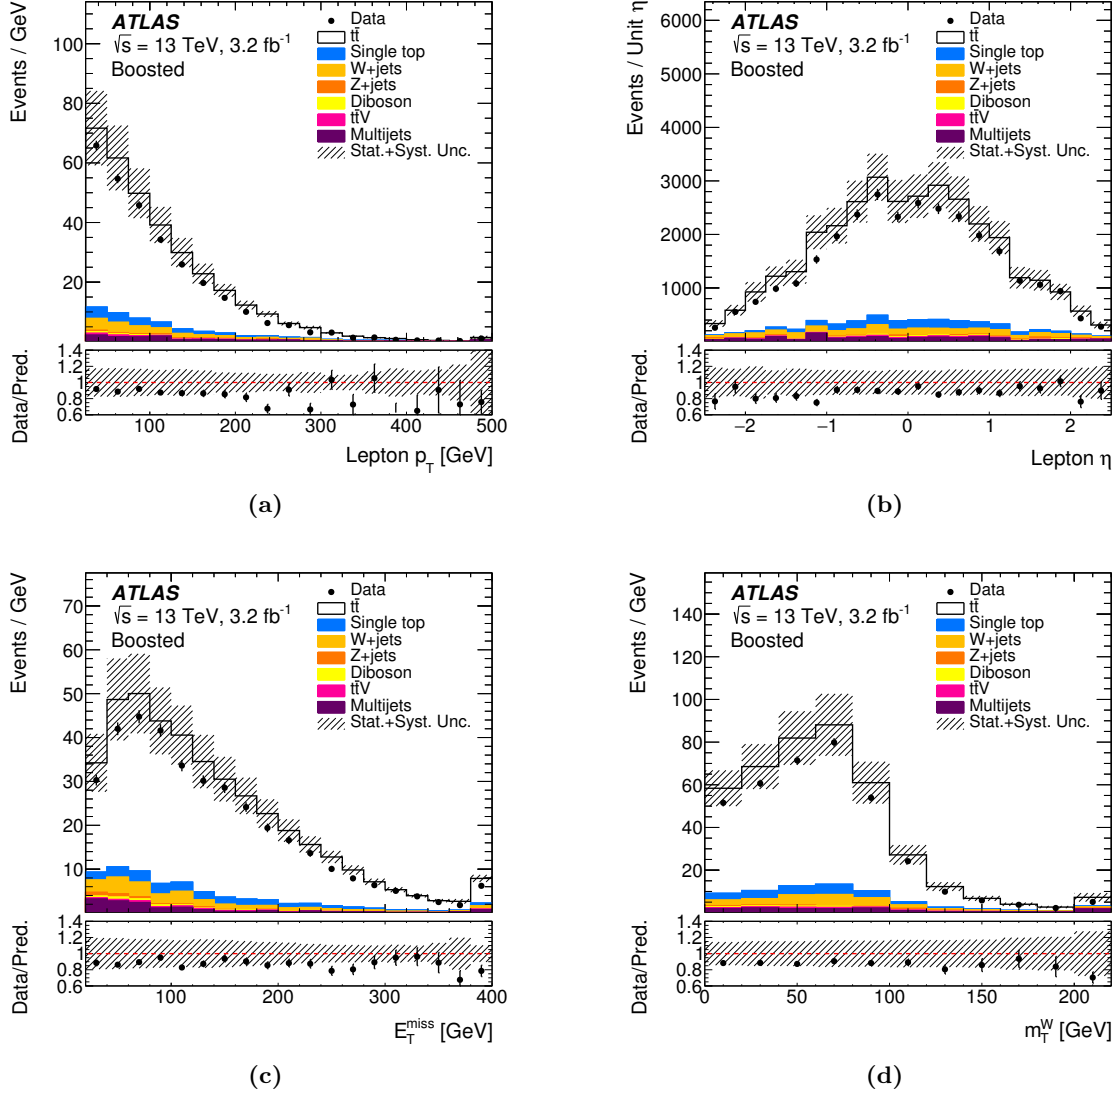 Events / GeV
100
80
60
40
20
ATLAS
√s = 13 TeV, 3.2 fb⁻¹
Boosted
Data
tt̄
Single top
W+jets
Z+jets
Diboson
tt̄V
Multijets
Stat.+Syst. Unc.
Data/Pred.
1.4
1.2
1
0.8
0.6
100 200 300 400 500
Lepton p_T [GeV]
(a)
Events / Unit η
6000
5000
4000
3000
2000
1000
ATLAS
√s = 13 TeV, 3.2 fb⁻¹
Boosted
Data
tt̄
Single top
W+jets
Z+jets
Diboson
tt̄V
Multijets
Stat.+Syst. Unc.
Data/Pred.
1.4
1.2
1
0.8
0.6
−2 −1 0 1 2
Lepton η
(b)
Events / GeV
70
60
50
40
30
20
10
ATLAS
√s = 13 TeV, 3.2 fb⁻¹
Boosted
Data
tt̄
Single top
W+jets
Z+jets
Diboson
tt̄V
Multijets
Stat.+Syst. Unc.
Data/Pred.
1.4
1.2
1
0.8
0.6
100 200 300 400
E_T^miss [GeV]
(c)
Events / GeV
140
120
100
80
60
40
20
ATLAS
√s = 13 TeV, 3.2 fb⁻¹
Boosted
Data
tt̄
Single top
W+jets
Z+jets
Diboson
tt̄V
Multijets
Stat.+Syst. Unc.
Data/Pred.
1.4
1.2
1
0.8
0.6
0 50 100 150 200
m_T^W [GeV]
(d)